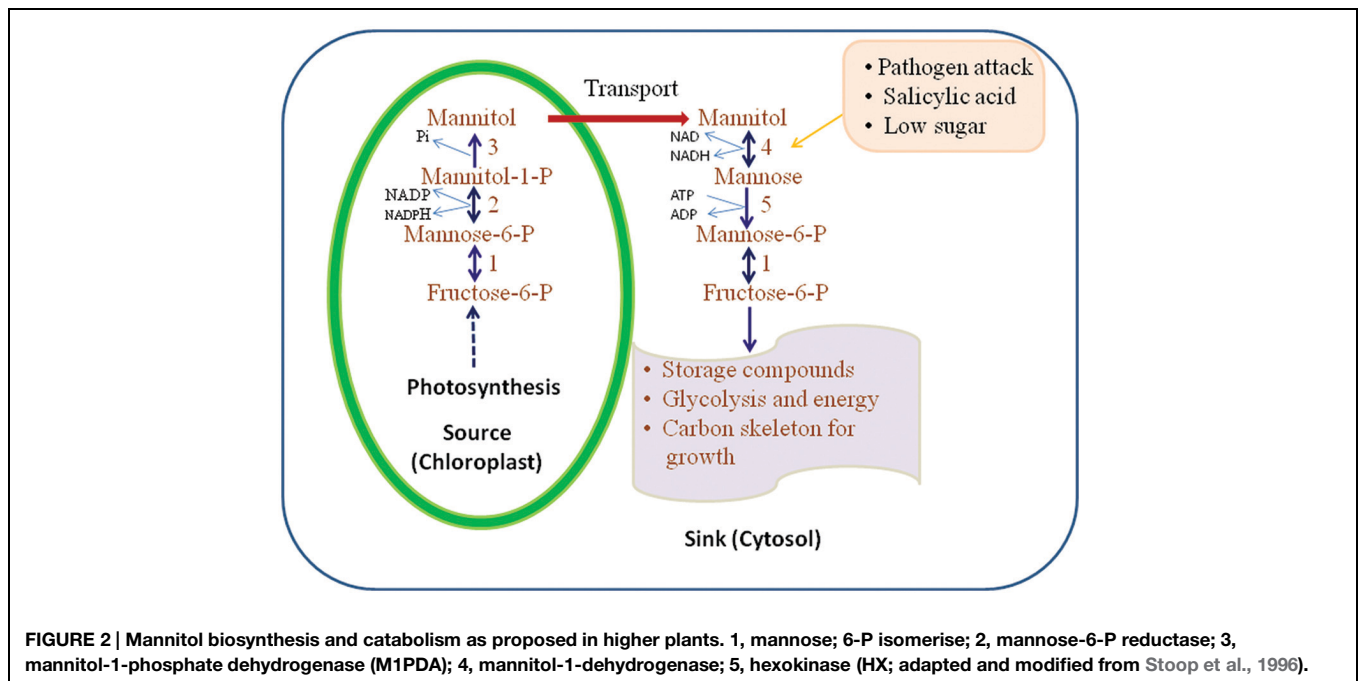 Transport
• Pathogen attack
• Salicylic acid
• Low sugar
Mannitol
Pi
3
Mannitol-1-P
NADP
NADPH
2
Mannose-6-P
1
Fructose-6-P
Photosynthesis
Source
(Chloroplast)
Mannitol
NAD
NADH
4
Mannose
ATP
ADP
5
Mannose-6-P
1
Fructose-6-P
• Storage compounds
• Glycolysis and energy
• Carbon skeleton for
growth
Sink (Cytosol)
FIGURE 2 | Mannitol biosynthesis and catabolism as proposed in higher plants. 1, mannose; 6-P isomerise; 2, mannose-6-P reductase; 3,
mannitol-1-phosphate dehydrogenase (M1PDA); 4, mannitol-1-dehydrogenase; 5, hexokinase (HX; adapted and modified from Stoop et al., 1996).